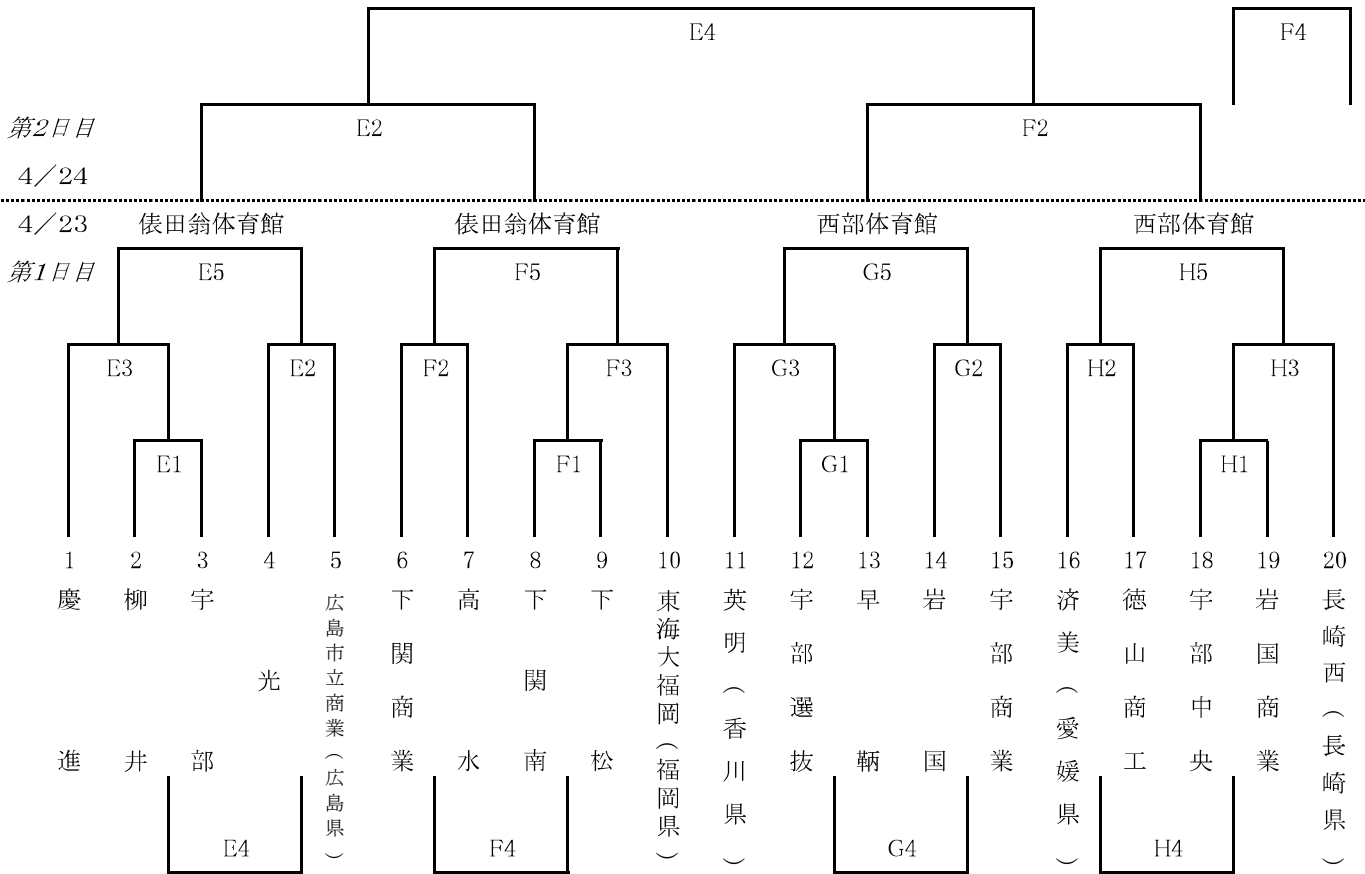 E4 F4
第2日目 E2 F2
4／24
4／23 俵田翁体育館 俵田翁体育館 西部体育館 西部体育館
第1日目 E5 F5 G5 H5
E3 E2 F2 F3 G3 G2 H2 H3
E1 F1 G1 H1
1 2 3 4 5 6 7 8 9 10 11 12 13 14 15 16 17 18 19 20
慶進
柳井
宇部
光
広島市立商業（広島県）
下関商業
高水
下関南
下松
東海大福岡（福岡県）
英明（香川県）
宇部選抜
早鞆
岩国
宇部商業
済美（愛媛県）
徳山商工
宇部中央
岩国商業
長崎西（長崎県）
E4 F4 G4 H4